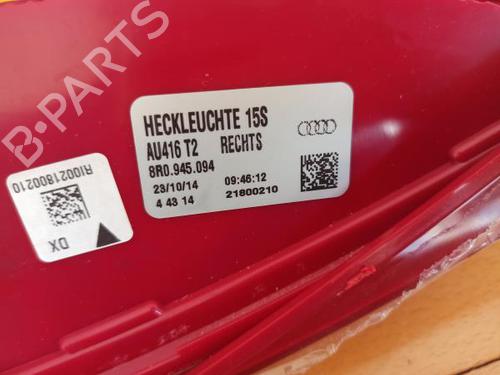 B-PARTS
HECKLEUCHTE 15S
AU416 T2 RECHTS
8R0.945.094
23/10/14 09:46:12
4 43 14 21800210
RI0021800210
DX